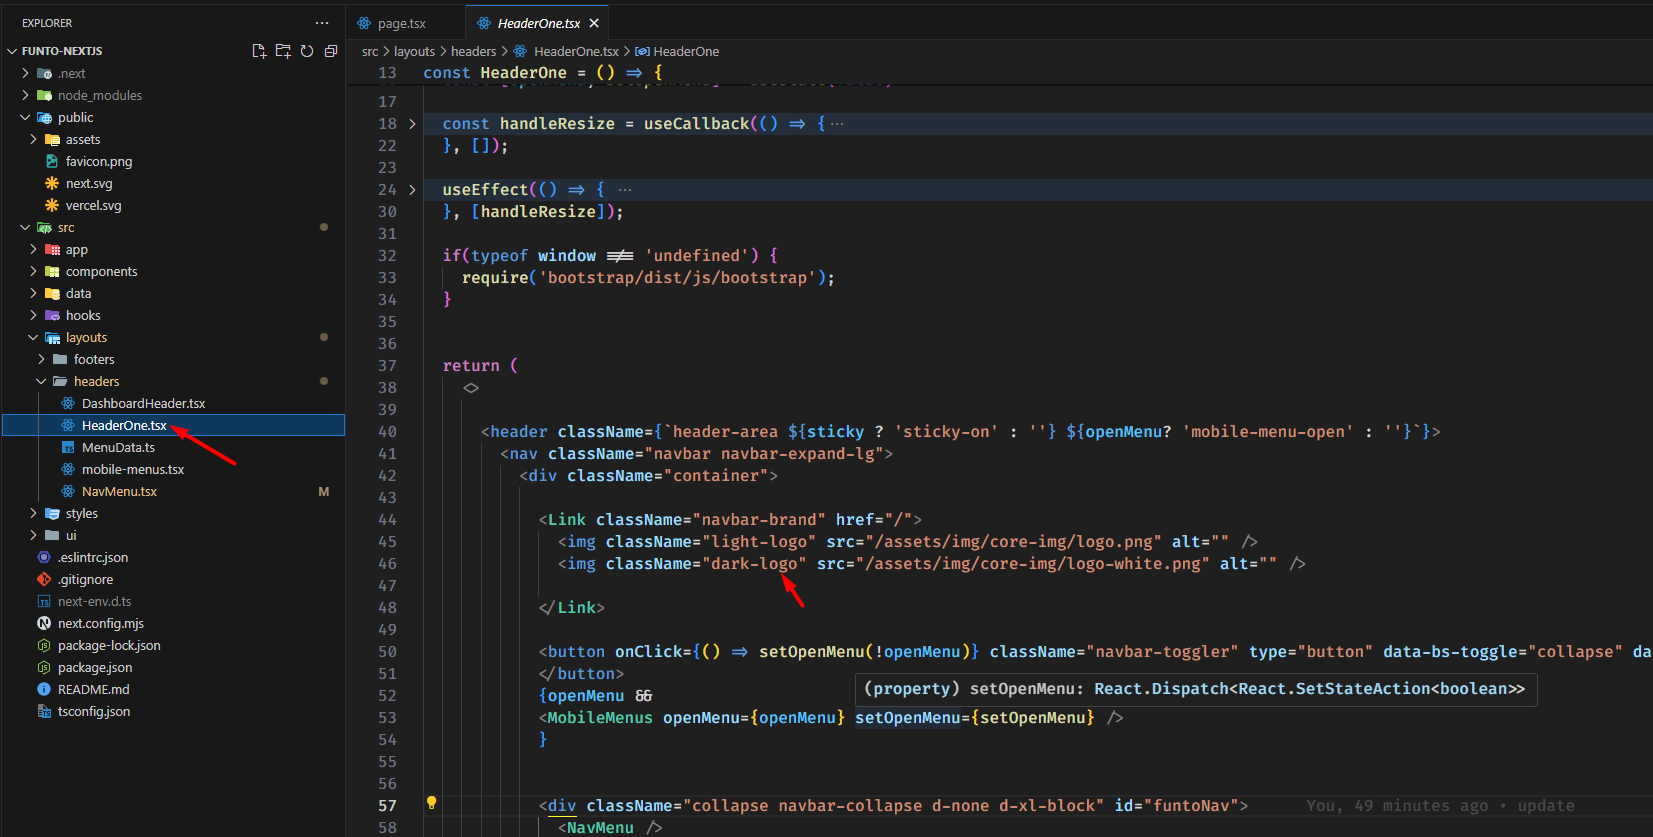 EXPLORER
FUNTO-NEXTJS
.next
node_modules
public
assets
favicon.png
next.svg
vercel.svg
src
app
components
data
hooks
layouts
footers
headers
DashboardHeader.tsx
HeaderOne.tsx
MenuData.ts
mobile-menus.tsx
NavMenu.tsx M
styles
ui
.eslintrc.json
.gitignore
next-env.d.ts
next.config.mjs
package-lock.json
package.json
README.md
tsconfig.json
page.tsx HeaderOne.tsx
src > layouts > headers > HeaderOne.tsx > HeaderOne
13 const HeaderOne = () => {
17
18 const handleResize = useCallback(() => { ...
22 }, []);
23
24 useEffect(() => { ...
30 }, [handleResize]);
31
32 if(typeof window !== 'undefined') {
33 require('bootstrap/dist/js/bootstrap');
34 }
35
36
37 return (
38 <>
39
40 <header className={`header-area ${sticky ? 'sticky-on' : ''} ${openMenu? 'mobile-menu-open' : ''}`}>
41 <nav className="navbar navbar-expand-lg">
42 <div className="container">
43
44 <Link className="navbar-brand" href="/">
45 <img className="light-logo" src="/assets/img/core-img/logo.png" alt="" />
46 <img className="dark-logo" src="/assets/img/core-img/logo-white.png" alt="" />
47
48 </Link>
49
50 <button onClick={() => setOpenMenu(!openMenu)} className="navbar-toggler" type="button" data-bs-toggle="collapse" da
51 </button>
52 {openMenu &&
(property) setOpenMenu: React.Dispatch<React.SetStateAction<boolean>>
53 <MobileMenus openMenu={openMenu} setOpenMenu={setOpenMenu} />
54 }
55
56
57 <div className="collapse navbar-collapse d-none d-xl-block" id="funtoNav"> You, 49 minutes ago • update
58 <NavMenu />